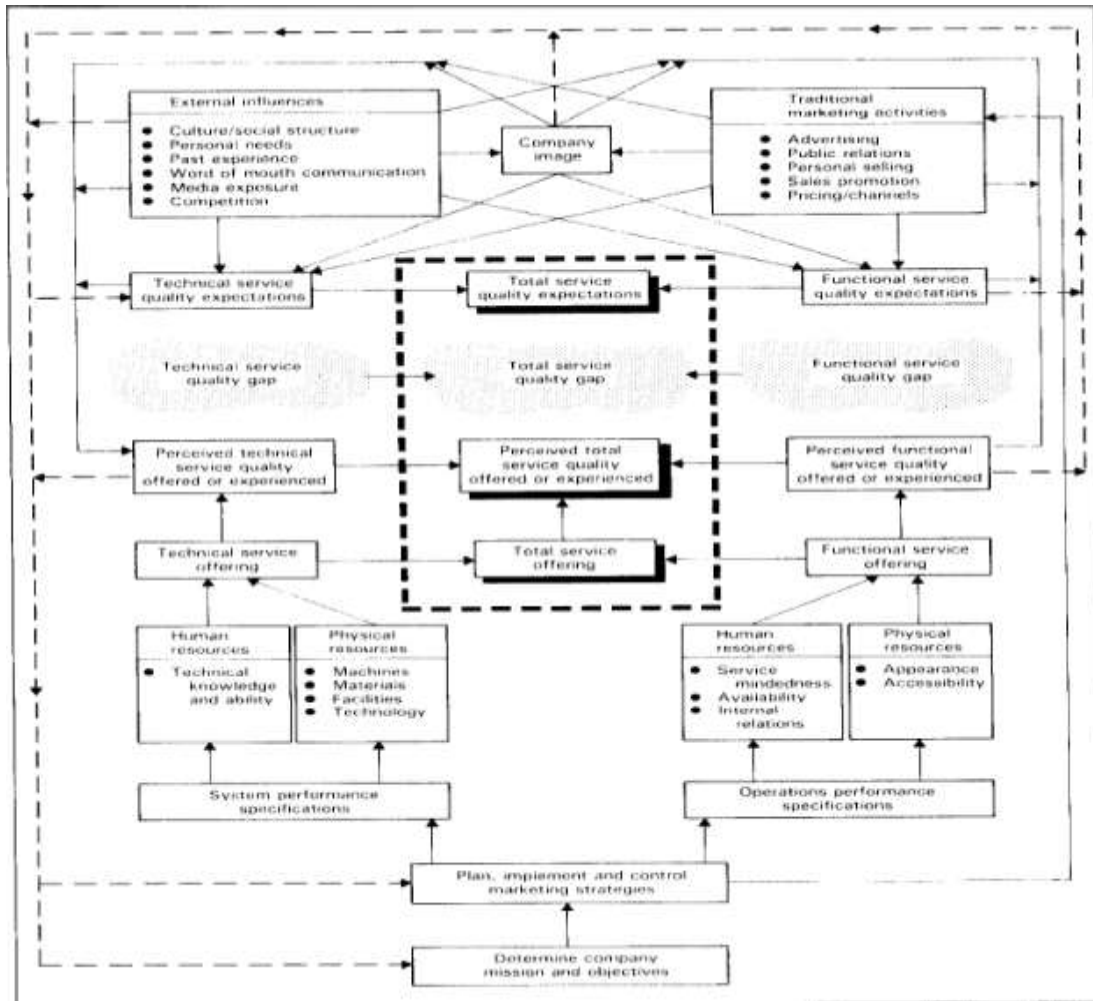 External influences
● Culture/social structure
● Personal needs
● Past experience
● Word of mouth communication
● Media exposure
● Competition
Company
image
Traditional
marketing activities
● Advertising
● Public relations
● Personal selling
● Sales promotion
● Pricing/channels
Technical service
quality expectations
Total service
quality expectations
Functional service
quality expectations
Technical service
quality gap
Total service
quality gap
Functional service
quality gap
Perceived technical
service quality
offered or experienced
Perceived total
service quality
offered or experienced
Perceived functional
service quality
offered or experienced
Technical service
offering
Total service
offering
Functional service
offering
Human
resources
● Technical
knowledge
and ability
Physical
resources
● Machines
● Materials
● Facilities
● Technology
Human
resources
● Service
mindedness
● Availability
● Internal
relations
Physical
resources
● Appearance
● Accessibility
System performance
specifications
Operations performance
specifications
Plan, implement and control
marketing strategies
Determine company
mission and objectives